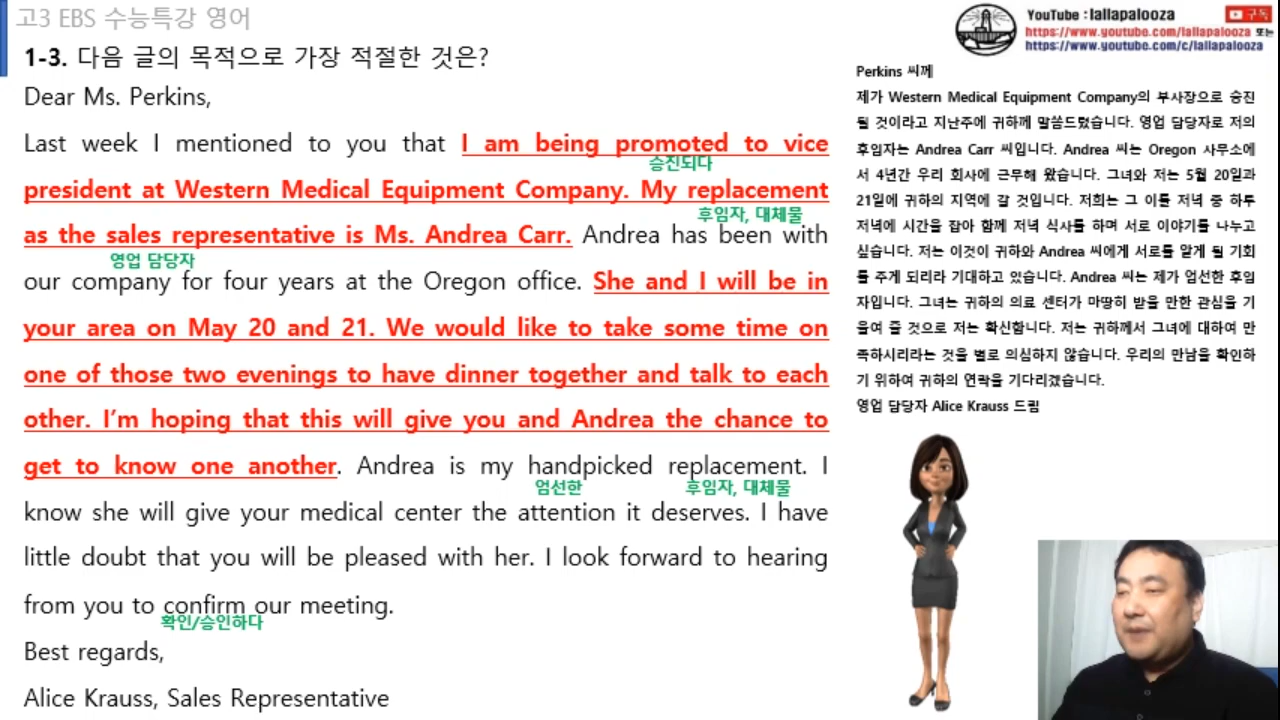 고3 EBS 수능특강 영어
1-3. 다음 글의 목적으로 가장 적절한 것은?
Dear Ms. Perkins,
Last week I mentioned to you that I am being promoted to vice
승진되다
president at Western Medical Equipment Company. My replacement
후임자, 대체물
as the sales representative is Ms. Andrea Carr. Andrea has been with
영업 담당자
our company for four years at the Oregon office. She and I will be in
your area on May 20 and 21. We would like to take some time on
one of those two evenings to have dinner together and talk to each
other. I'm hoping that this will give you and Andrea the chance to
get to know one another. Andrea is my handpicked replacement. I
엄선한 후임자, 대체물
know she will give your medical center the attention it deserves. I have
little doubt that you will be pleased with her. I look forward to hearing
from you to confirm our meeting.
확인/승인하다
Best regards,
Alice Krauss, Sales Representative
YouTube : lallapalooza 구독
https://www.youtube.com/lallapalooza 또는
https://www.youtube.com/c/lallapalooza
Perkins 씨께
제가 Western Medical Equipment Company의 부사장으로 승진
될 것이라고 지난주에 귀하께 말씀드렸습니다. 영업 담당자로 저의
후임자는 Andrea Carr 씨입니다. Andrea 씨는 Oregon 사무소에
서 4년간 우리 회사에 근무해 왔습니다. 그녀와 저는 5월 20일과
21일에 귀하의 지역에 갈 것입니다. 저희는 그 이틀 저녁 중 하루
저녁에 시간을 잡아 함께 저녁 식사를 하며 서로 이야기를 나누고
싶습니다. 저는 이것이 귀하와 Andrea 씨에게 서로를 알게 될 기회
를 주게 되리라 기대하고 있습니다. Andrea 씨는 제가 엄선한 후임
자입니다. 그녀는 귀하의 의료 센터가 마땅히 받을 만한 관심을 기
울여 줄 것으로 저는 확신합니다. 저는 귀하께서 그녀에 대하여 만
족하시리라는 것을 별로 의심하지 않습니다. 우리의 만남을 확인하
기 위하여 귀하의 연락을 기다리겠습니다.
영업 담당자 Alice Krauss 드림